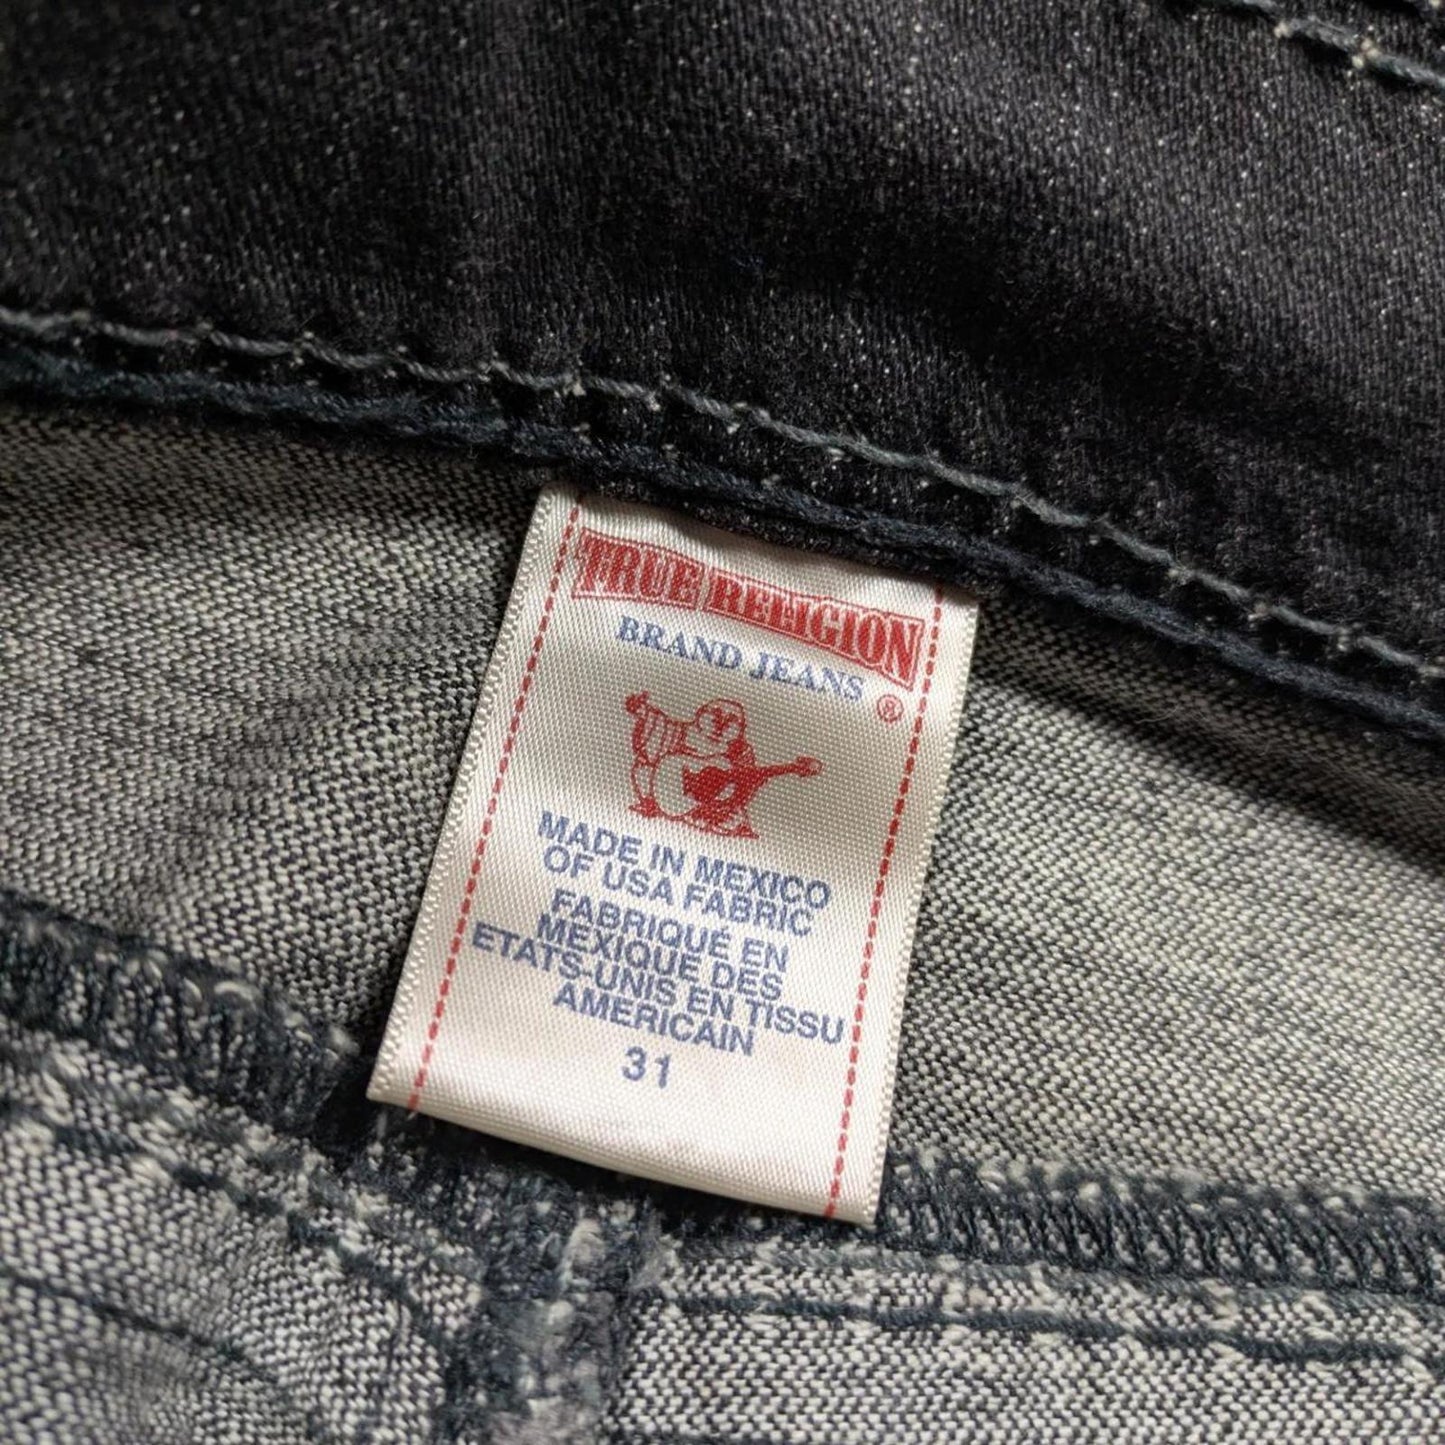 TRUE RELIGION
BRAND JEANS
®
MADE IN MEXICO
OF USA FABRIC
FABRIQUÉ EN
MEXIQUE DES
ETATS-UNIS EN TISSU
AMERICAIN
31